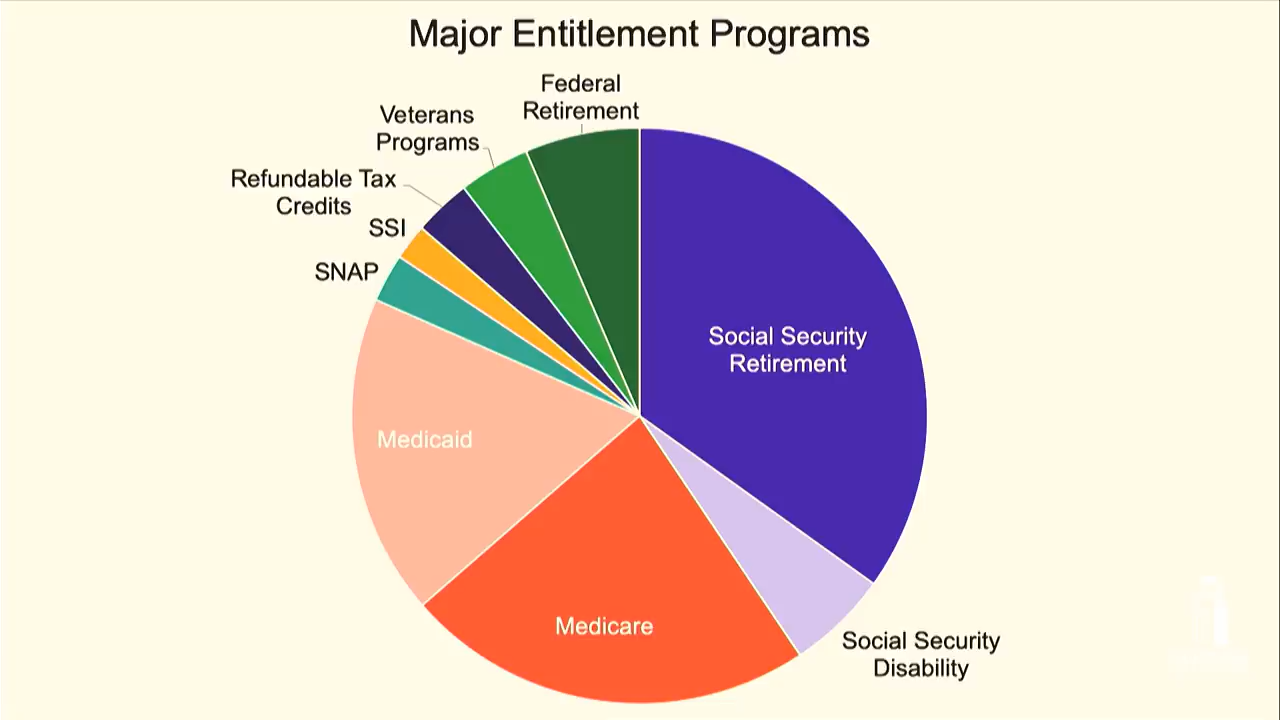 Major Entitlement Programs
Federal
Retirement
Veterans
Programs
Refundable Tax
Credits
SSI
SNAP
Social Security
Retirement
Medicaid
Medicare
Social Security
Disability